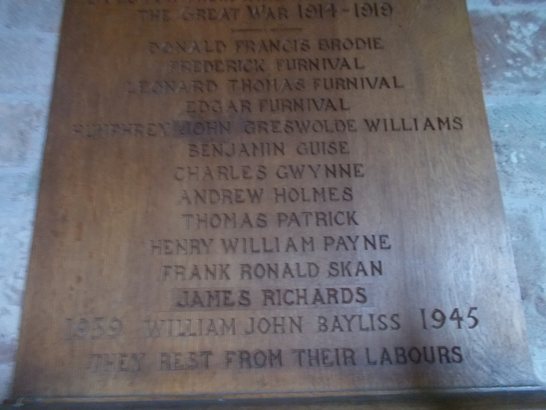 THE GREAT WAR 1914-1919
DONALD FRANCIS BRODIE
FREDERICK FURNIVAL
LEONARD THOMAS FURNIVAL
EDGAR FURNIVAL
HUMPHREY JOHN GRESWOLDE WILLIAMS
BENJAMIN GUISE
CHARLES GWYNNE
ANDREW HOLMES
THOMAS PATRICK
HENRY WILLIAM PAYNE
FRANK RONALD SKAN
JAMES RICHARDS
1939 WILLIAM JOHN BAYLISS 1945
THEY REST FROM THEIR LABOURS